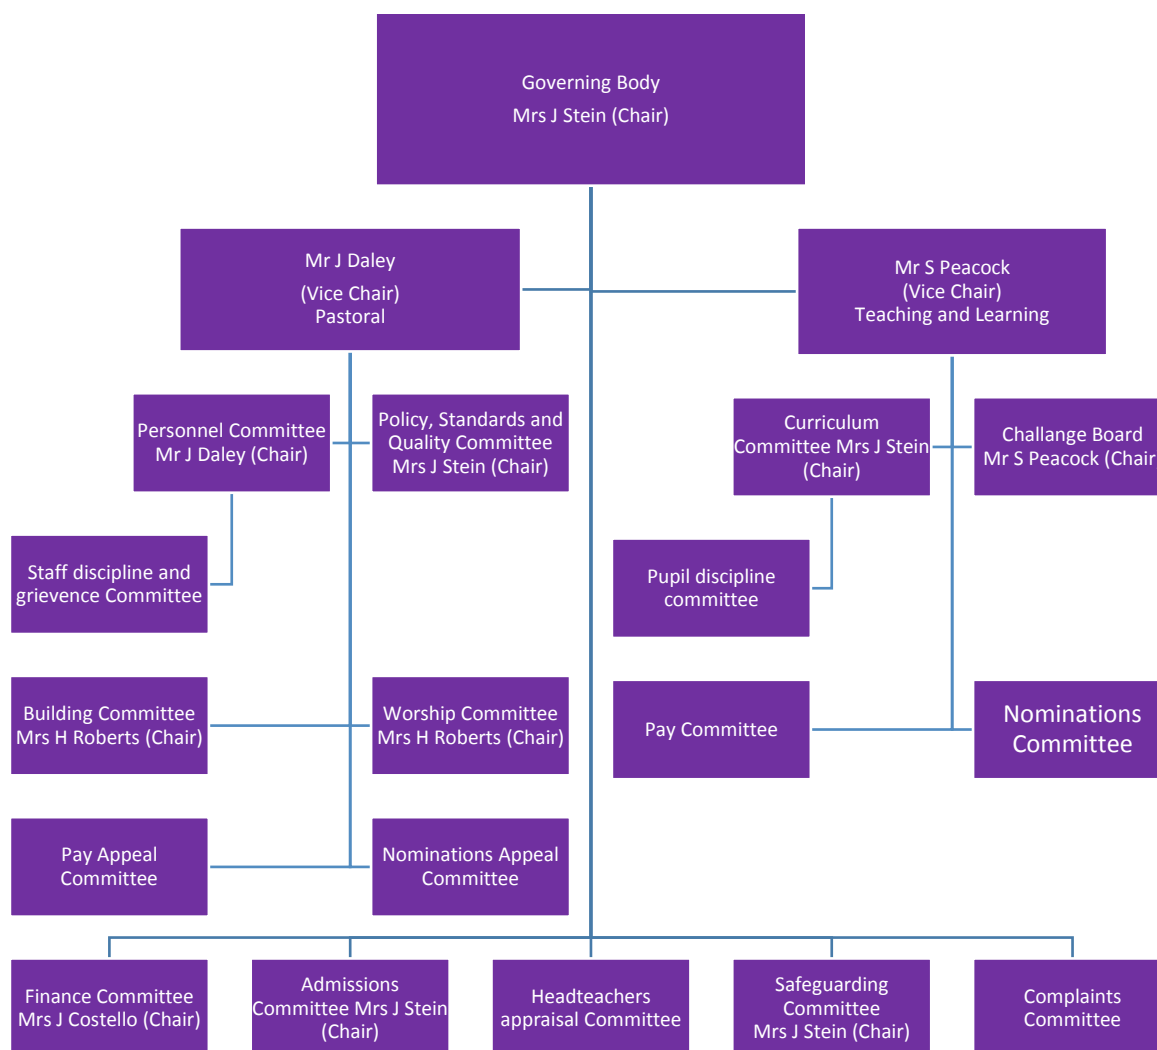 Governing Body
Mrs J Stein (Chair)
Mr J Daley
(Vice Chair)
Pastoral
Mr S Peacock
(Vice Chair)
Teaching and Learning
Personnel Committee
Mr J Daley (Chair)
Policy, Standards and
Quality Committee
Mrs J Stein (Chair)
Curriculum
Committee Mrs J Stein
(Chair)
Challange Board
Mr S Peacock (Chair
Staff discipline and
grievence Committee
Pupil discipline
committee
Building Committee
Mrs H Roberts (Chair)
Worship Committee
Mrs H Roberts (Chair)
Pay Committee
Nominations
Committee
Pay Appeal
Committee
Nominations Appeal
Committee
Finance Committee
Mrs J Costello (Chair)
Admissions
Committee Mrs J Stein
(Chair)
Headteachers
appraisal Committee
Safeguarding
Committee
Mrs J Stein (Chair)
Complaints
Committee